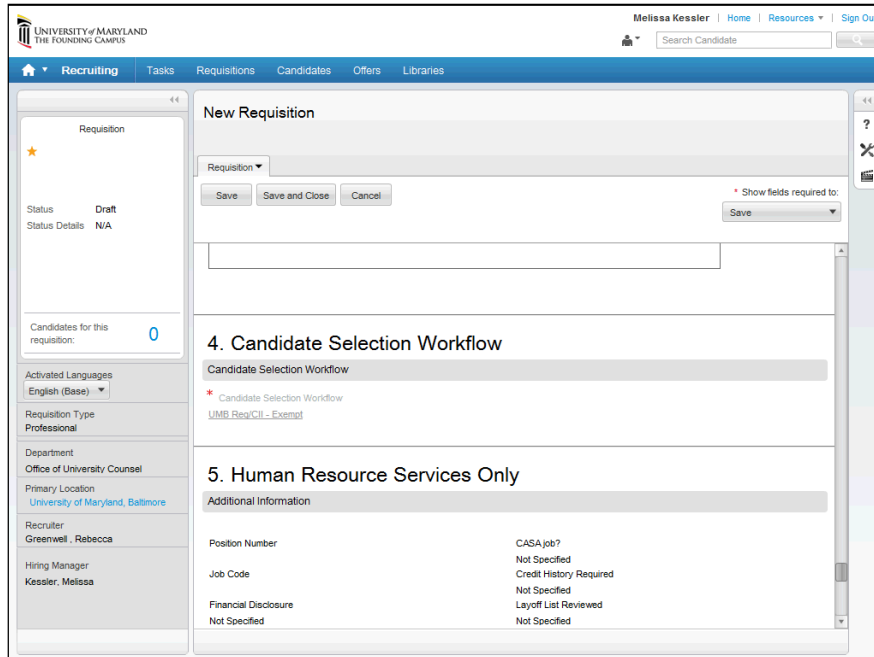 Melissa Kessler | Home | Resources | Sign Ou
UNIVERSITY of MARYLAND
THE FOUNDING CAMPUS
Search Candidate
Recruiting Tasks Requisitions Candidates Offers Libraries
Requisition
Status Draft
Status Details N/A
Candidates for this
requisition: 0
Activated Languages
English (Base)
Requisition Type
Professional
Department
Office of University Counsel
Primary Location
University of Maryland, Baltimore
Recruiter
Greenwell , Rebecca
Hiring Manager
Kessler, Melissa
New Requisition
Requisition
Save Save and Close Cancel
* Show fields required to:
Save
4. Candidate Selection Workflow
Candidate Selection Workflow
* Candidate Selection Workflow
UMB Reg/CII - Exempt
5. Human Resource Services Only
Additional Information
Position Number CASA job?
Not Specified
Job Code Credit History Required
Not Specified
Financial Disclosure Layoff List Reviewed
Not Specified Not Specified
?